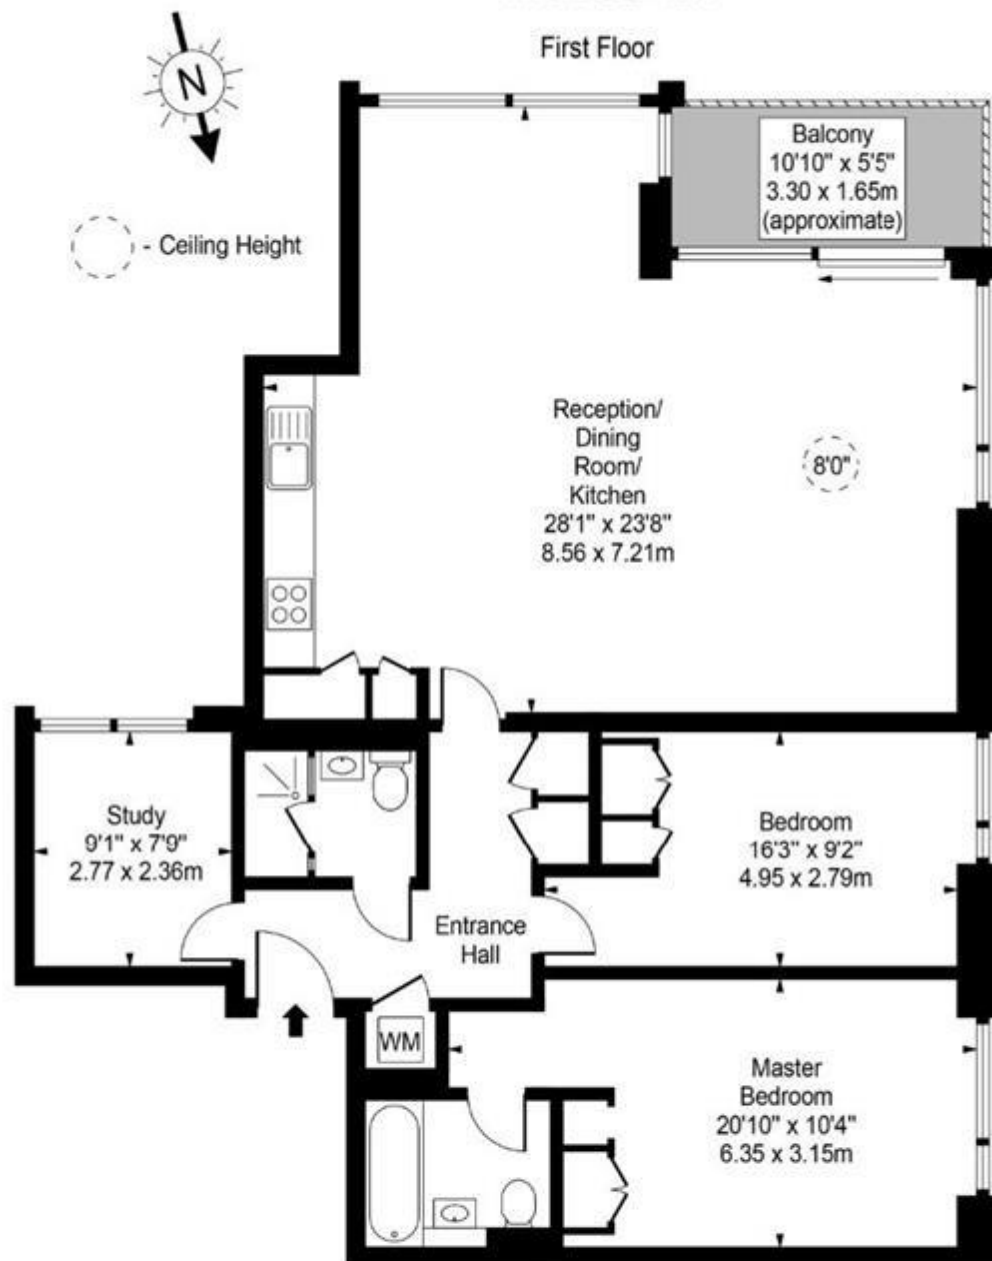 First Floor
N
Balcony
10'10" x 5'5"
3.30 x 1.65m
(approximate)
- Ceiling Height
Reception/
Dining
Room/
Kitchen
28'1" x 23'8"
8.56 x 7.21m
8'0"
Study
9'1" x 7'9"
2.77 x 2.36m
Bedroom
16'3" x 9'2"
4.95 x 2.79m
Entrance
Hall
WM
Master
Bedroom
20'10" x 10'4"
6.35 x 3.15m